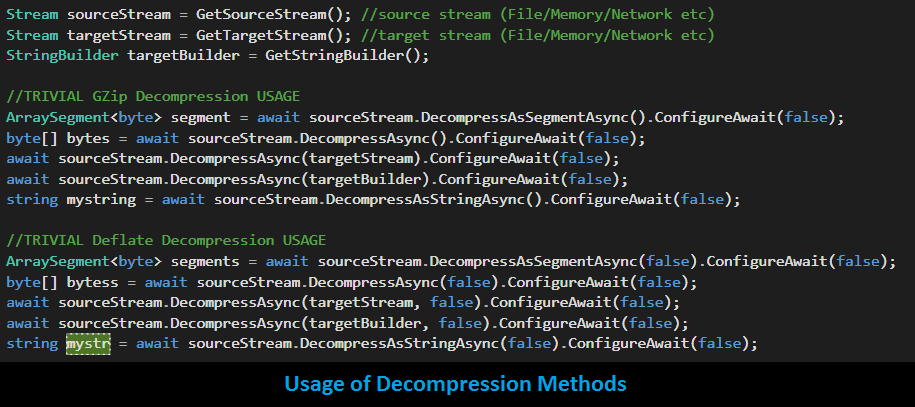 Stream sourceStream = GetSourceStream(); //source stream (File/Memory/Network etc)
Stream targetStream = GetTargetStream(); //target stream (File/Memory/Network etc)
StringBuilder targetBuilder = GetStringBuilder();
//TRIVIAL GZip Decompression USAGE
ArraySegment<byte> segment = await sourceStream.DecompressAsSegmentAsync().ConfigureAwait(false);
byte[] bytes = await sourceStream.DecompressAsync().ConfigureAwait(false);
await sourceStream.DecompressAsync(targetStream).ConfigureAwait(false);
await sourceStream.DecompressAsync(targetBuilder).ConfigureAwait(false);
string mystring = await sourceStream.DecompressAsStringAsync().ConfigureAwait(false);
//TRIVIAL Deflate Decompression USAGE
ArraySegment<byte> segments = await sourceStream.DecompressAsSegmentAsync(false).ConfigureAwait(false);
byte[] bytess = await sourceStream.DecompressAsync(false).ConfigureAwait(false);
await sourceStream.DecompressAsync(targetStream, false).ConfigureAwait(false);
await sourceStream.DecompressAsync(targetBuilder, false).ConfigureAwait(false);
string mystr = await sourceStream.DecompressAsStringAsync(false).ConfigureAwait(false);
Usage of Decompression Methods